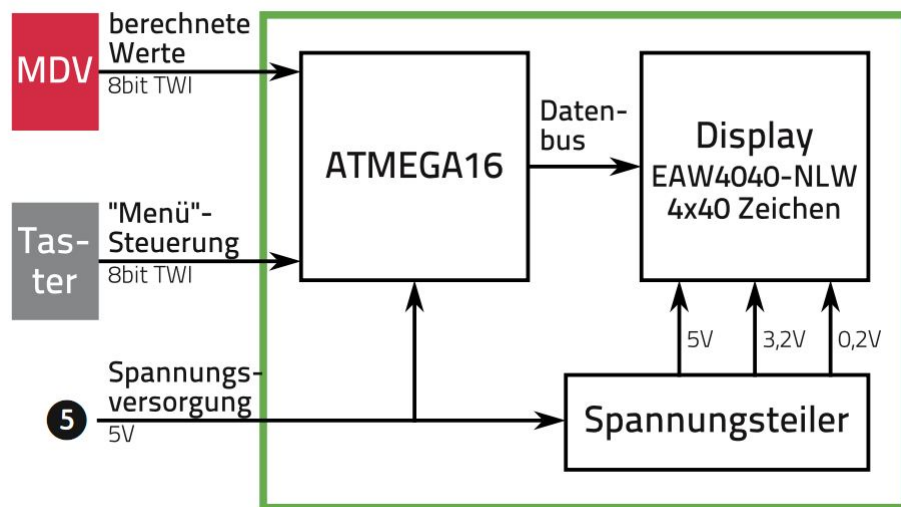 MDV
berechnete
Werte
8bit TWI
ATMEGA16
Daten-
bus
Display
EAW4040-NLW
4x40 Zeichen
Tas-
ter
"Menü"-
Steuerung
8bit TWI
5V
3,2V
0,2V
5
Spannungs-
versorgung
5V
Spannungsteiler